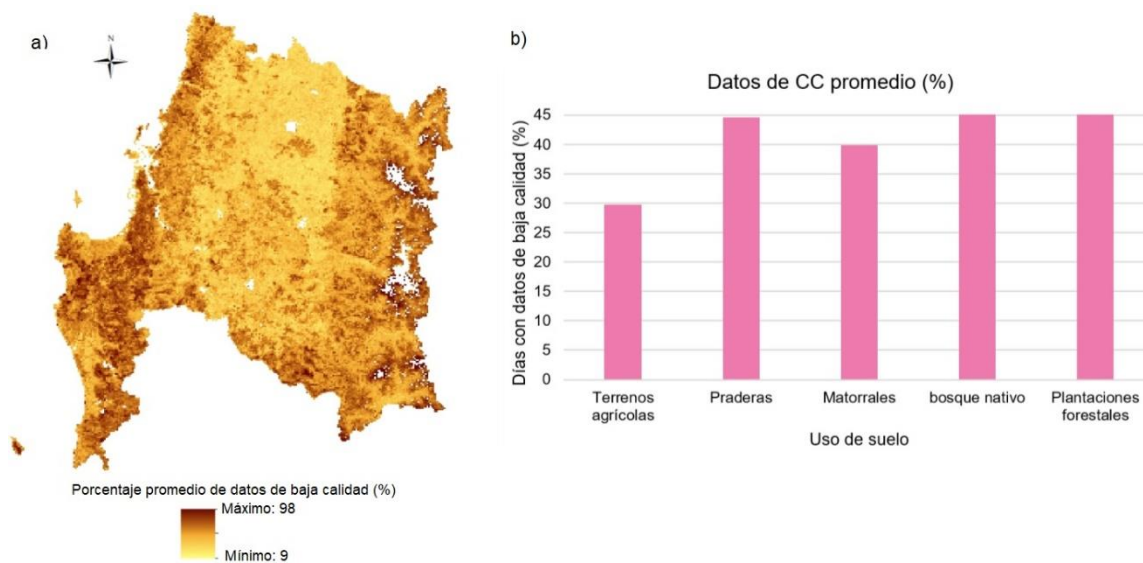 a)
N
Porcentaje promedio de datos de baja calidad (%)
Máximo: 98
Mínimo: 9
b)
Datos de CC promedio (%)
Días con datos de baja calidad (%)
45
40
35
30
25
20
15
10
5
0
Terrenos agrícolas
Praderas
Matorrales
bosque nativo
Plantaciones forestales
Uso de suelo